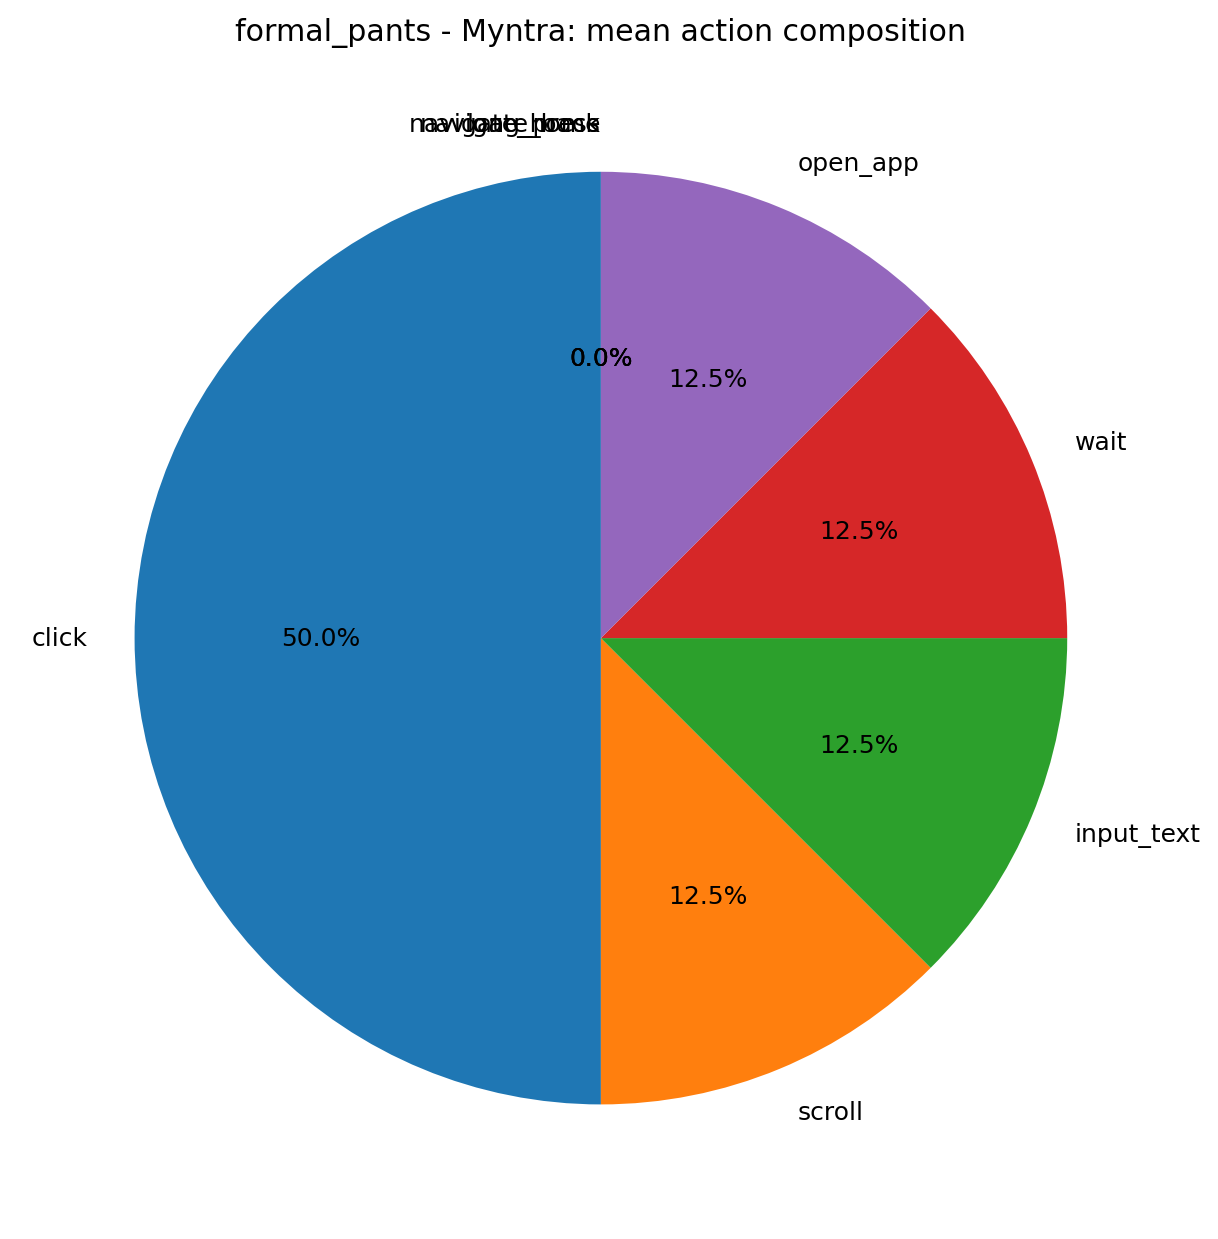 formal_pants - Myntra: mean action composition
open_app
0.0%
12.5%
wait
12.5%
click
50.0%
12.5%
input_text
12.5%
scroll